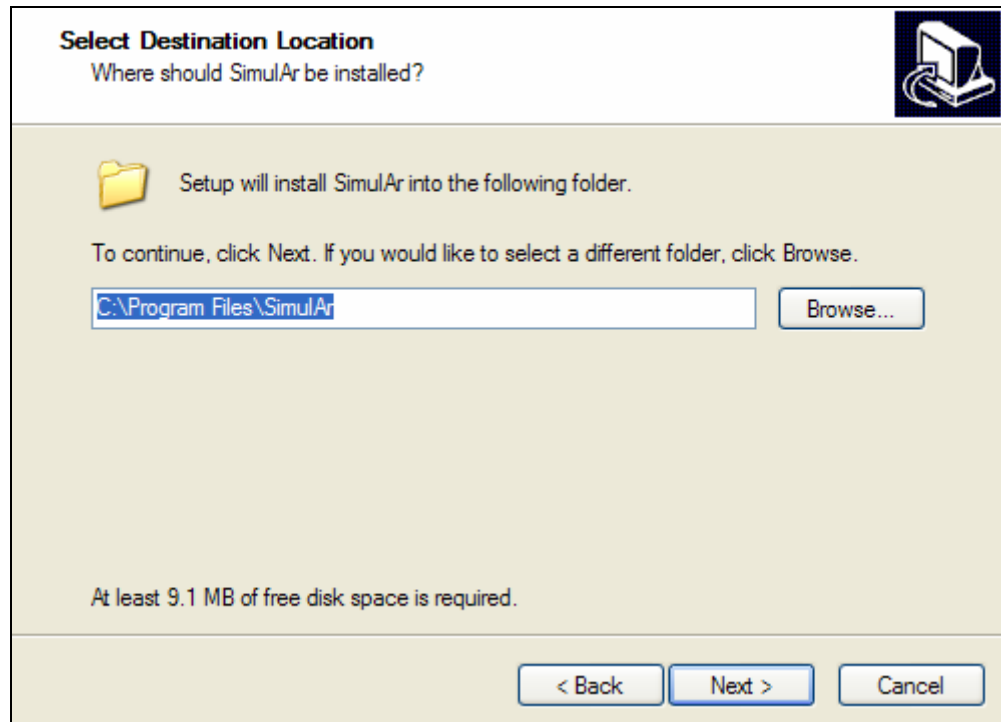 Select Destination Location
Where should SimulAr be installed?
Setup will install SimulAr into the following folder.
To continue, click Next. If you would like to select a different folder, click Browse.
C:\Program Files\SimulAr
Browse...
At least 9.1 MB of free disk space is required.
< Back
Next >
Cancel